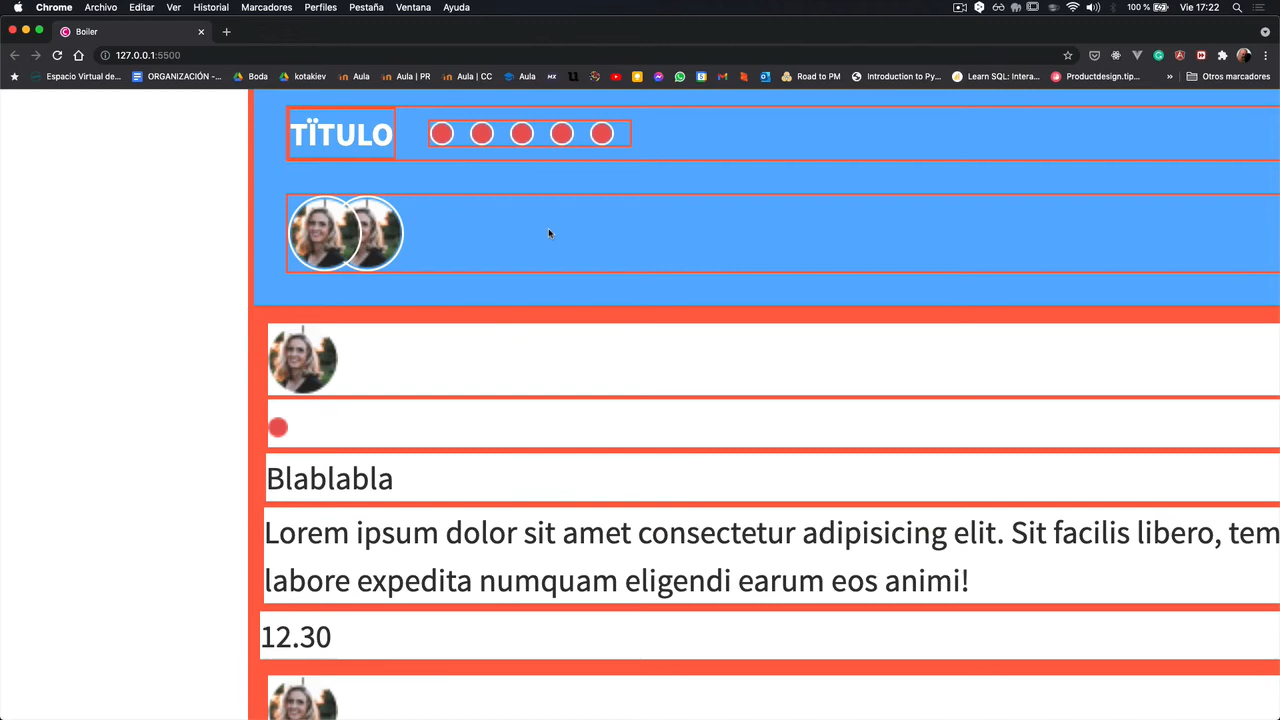 Chrome Archivo Editar Ver Historial Marcadores Perfiles Pestaña Ventana Ayuda 100 % Vie 17:22
Boiler
127.0.0.1:5500
Espacio Virtual de... ORGANIZACIÓN -... Boda kotakiev Aula Aula | PR Aula | CC Aula Road to PM Introduction to Py... Learn SQL: Intera... Productdesign.tip... » Otros marcadores
TÏTULO
Blablabla
Lorem ipsum dolor sit amet consectetur adipisicing elit. Sit facilis libero, tem
labore expedita numquam eligendi earum eos animi!
12.30